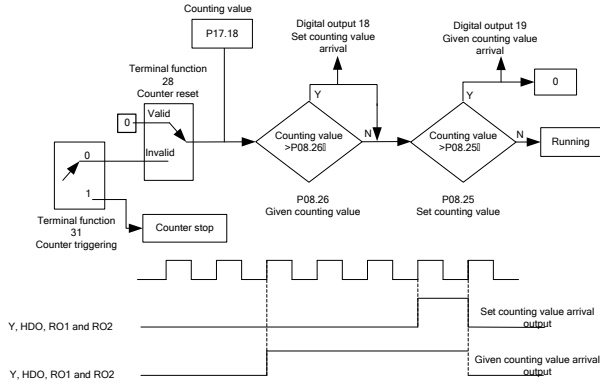 Counting value
P17.18
Digital output 18
Set counting value
arrival
Digital output 19
Given counting value
arrival
Terminal function
28
Counter reset
0
Valid
Invalid
Y
Y
0
Counting value
>P08.26
N
Counting value
>P08.25
N
Running
0
1
P08.26
Given counting value
P08.25
Set counting value
Terminal function
31
Counter triggering
Counter stop
Y, HDO, RO1 and RO2
Set counting value arrival
output
Y, HDO, RO1 and RO2
Given counting value arrival
output